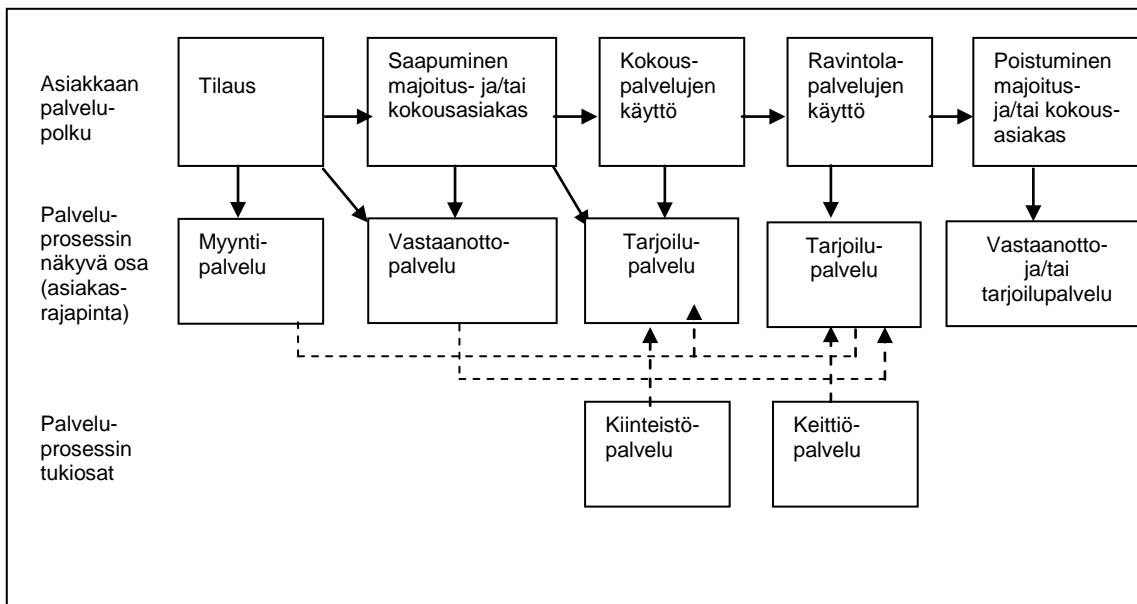 Asiakkaan
palvelu-
polku
Tilaus
Saapuminen
majoitus- ja/tai
kokousasiakas
Kokous-
palvelujen
käyttö
Ravintola-
palvelujen
käyttö
Poistuminen
majoitus-
ja/tai kokous-
asiakas
Palvelu-
prosessin
näkyvä osa
(asiakas-
rajapinta)
Myynti-
palvelu
Vastaanotto-
palvelu
Tarjoilu-
palvelu
Tarjoilu-
palvelu
Vastaanotto-
ja/tai
tarjoilupalvelu
Palvelu-
prosessin
tukiosat
Kiinteistö-
palvelu
Keittiö-
palvelu